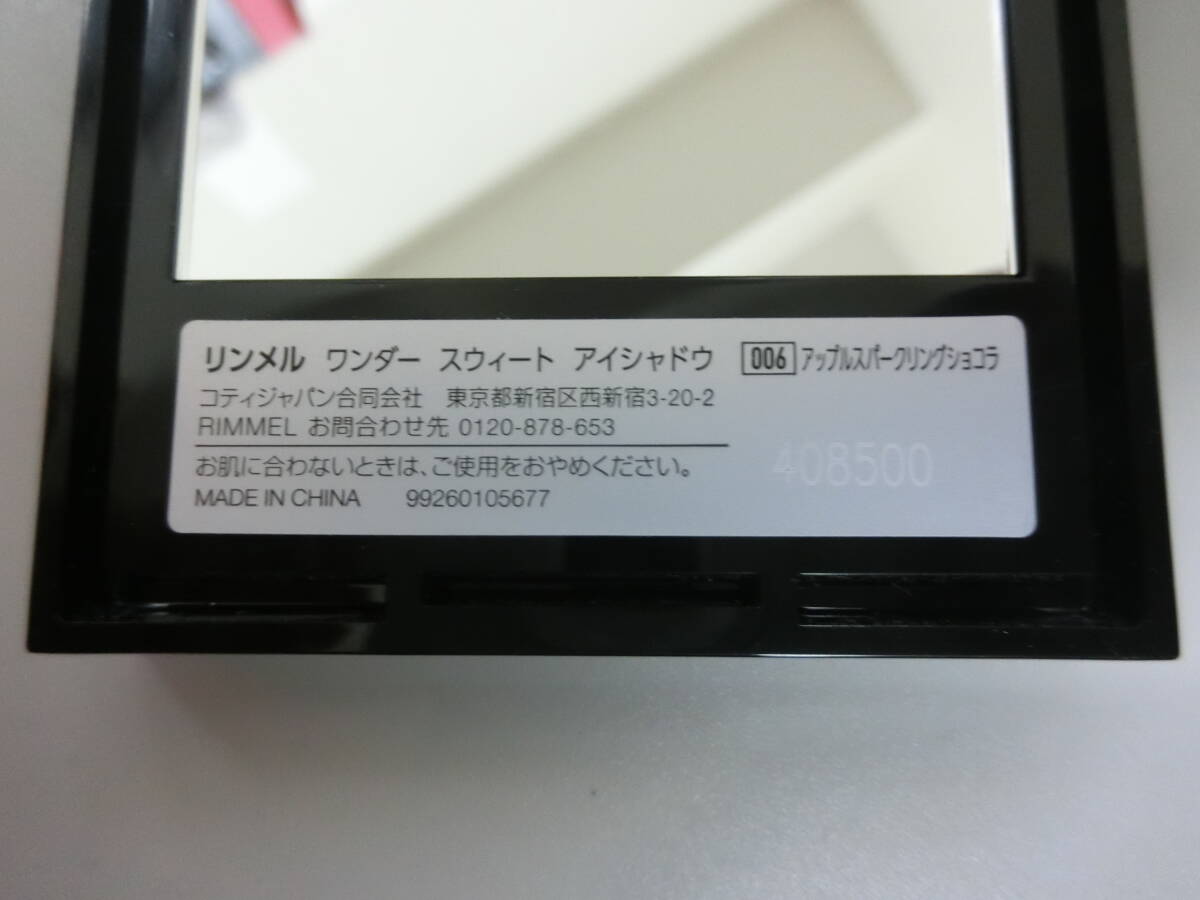 リンメル ワンダー スウィート アイシャドウ 006 アップルスパークリングショコラ
コティジャパン合同会社 東京都新宿区西新宿3-20-2
RIMMEL お問合わせ先 0120-878-653
お肌に合わないときは、ご使用をおやめください。
408500
MADE IN CHINA 99260105677